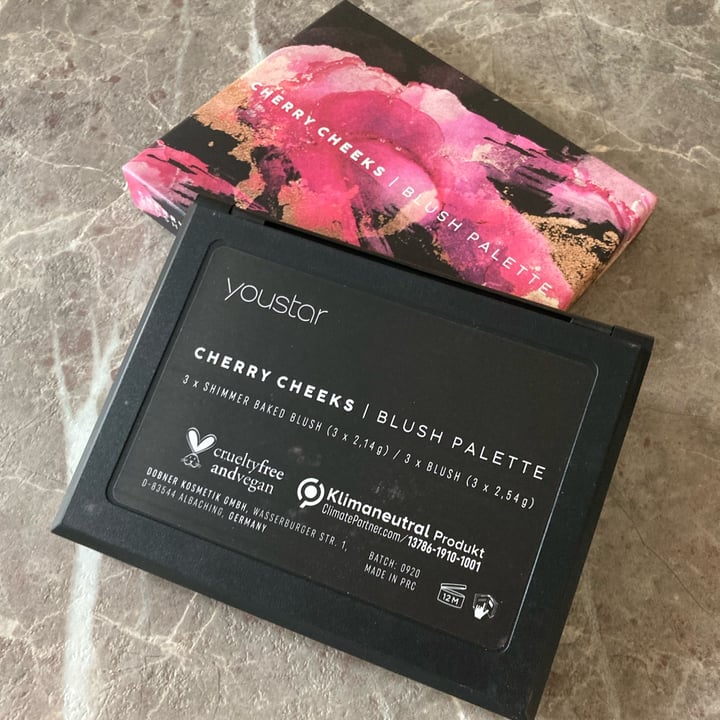 CHERRY CHEEKS | BLUSH PALETTE
youstar
CHERRY CHEEKS | BLUSH PALETTE
3 x SHIMMER BAKED BLUSH (3 x 2,14g) / 3 x BLUSH (3 x 2,54g)
crueltyfree
andvegan
Klimaneutral Produkt
ClimatePartner.com/13786-1910-1001
DOBNER KOSMETIK GMBH, WASSERBURGER STR. 1,
D-83544 ALBACHING, GERMANY
BATCH: 0920
MADE IN PRC
12M